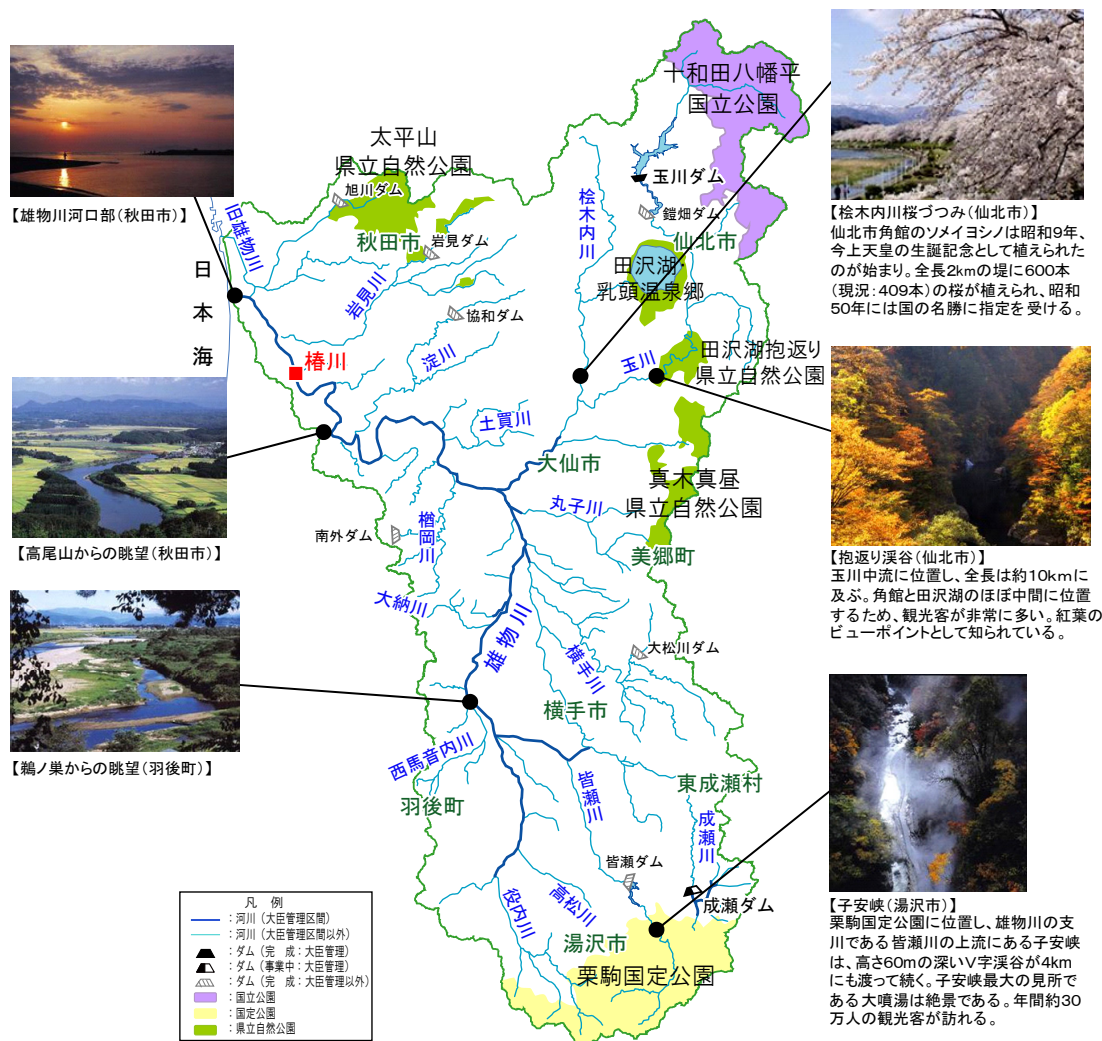 十和田八幡平
国立公園
太平山
県立自然公園
旭川ダム
玉川ダム
鎧畑ダム
桧木内川
仙北市
旧雄物川
秋田市
岩見ダム
岩見川
田沢湖・
乳頭温泉郷
日本海
協和ダム
椿川
淀川
玉川
田沢湖抱返り
県立自然公園
土買川
大仙市
真木真昼
県立自然公園
丸子川
南外ダム
楢岡川
美郷町
大納川
雄物川
横手川
大松川ダム
横手市
西馬音内川
羽後町
皆瀬川
東成瀬村
成瀬川
皆瀬ダム
成瀬ダム
役内川
高松川
湯沢市
栗駒国定公園
【雄物川河口部(秋田市)】
【高尾山からの眺望(秋田市)】
【鵜ノ巣からの眺望(羽後町)】
【桧木内川桜づつみ(仙北市)】
仙北市角館のソメイヨシノは昭和9年、
今上天皇の生誕記念として植えられた
のが始まり。全長2kmの堤に600本
(現況:409本)の桜が植えられ、昭和
50年には国の名勝に指定を受ける。
【抱返り渓谷(仙北市)】
玉川中流に位置し、全長は約10kmに
及ぶ。角館と田沢湖のほぼ中間に位置
するため、観光客が非常に多い。紅葉の
ビューポイントとして知られている。
【子安峡(湯沢市)】
栗駒国定公園に位置し、雄物川の支
川である皆瀬川の上流にある子安峡
は、高さ60mの深いV字渓谷が4km
にも渡って続く。子安峡最大の見所で
ある大噴湯は絶景である。年間約30
万人の観光客が訪れる。
凡 例
:河川(大臣管理区間)
:河川(大臣管理区間以外)
:ダム(完 成:大臣管理)
:ダム(事業中:大臣管理)
:ダム(完 成:大臣管理以外)
:国立公園
:国定公園
:県立自然公園